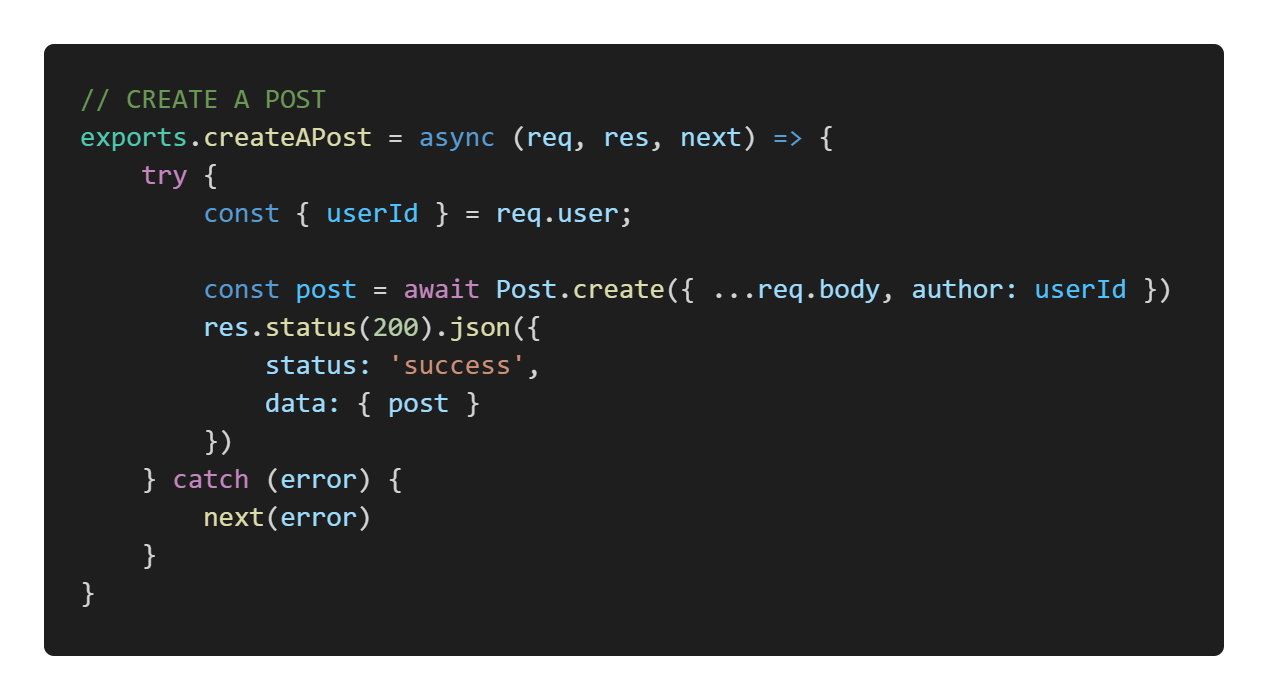 // CREATE A POST
exports.createAPost = async (req, res, next) => {
    try {
        const { userId } = req.user;

        const post = await Post.create({ ...req.body, author: userId })
        res.status(200).json({
            status: 'success',
            data: { post }
        })
    } catch (error) {
        next(error)
    }
}